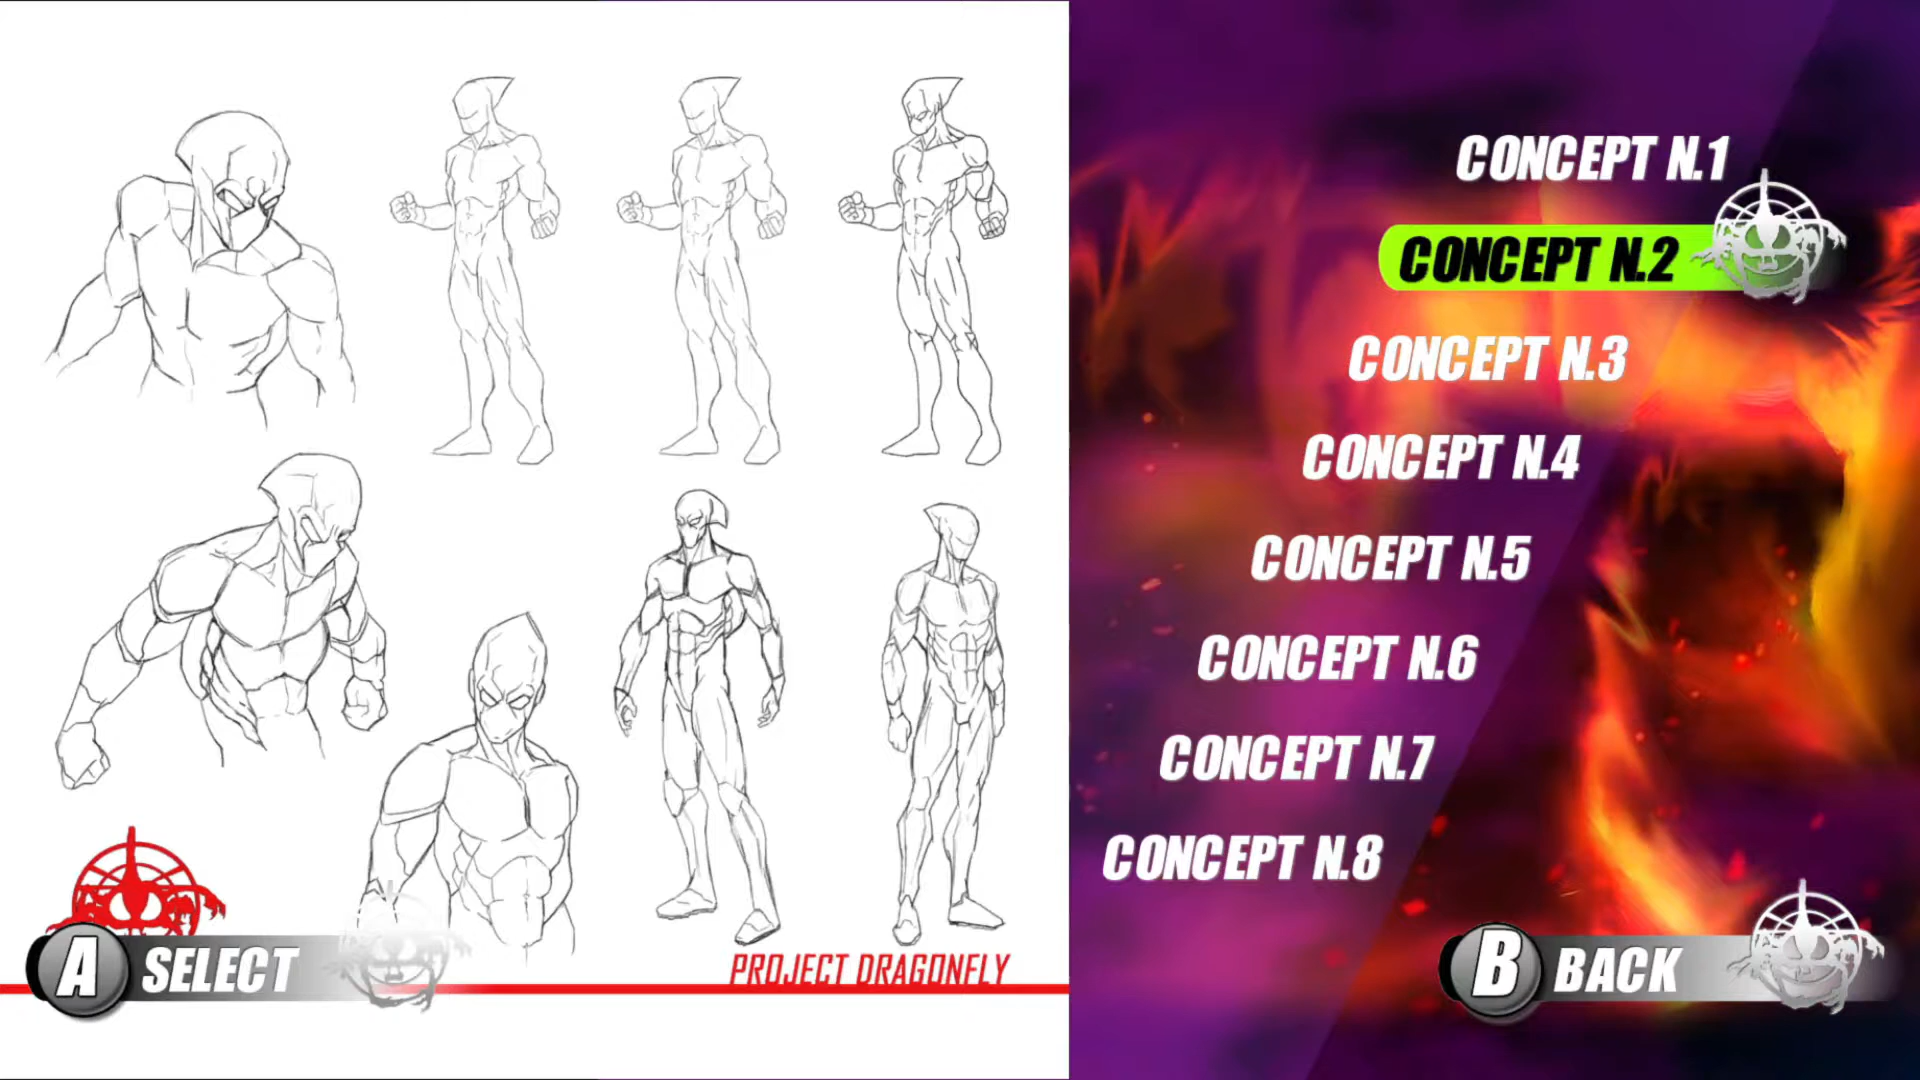 CONCEPT N.1
CONCEPT N.2
CONCEPT N.3
CONCEPT N.4
CONCEPT N.5
CONCEPT N.6
CONCEPT N.7
CONCEPT N.8
PROJECT DRAGONFLY
A SELECT
B BACK